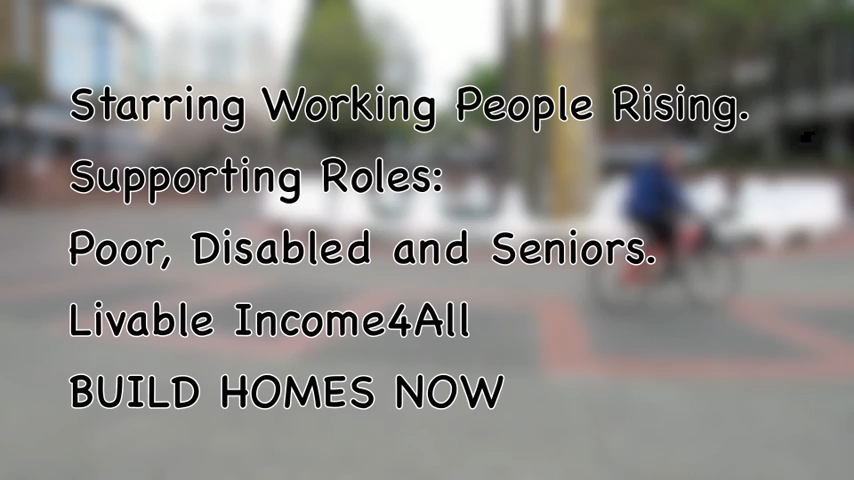 Starring Working People Rising.
Supporting Roles:
Poor, Disabled and Seniors.
Livable Income4All
BUILD HOMES NOW